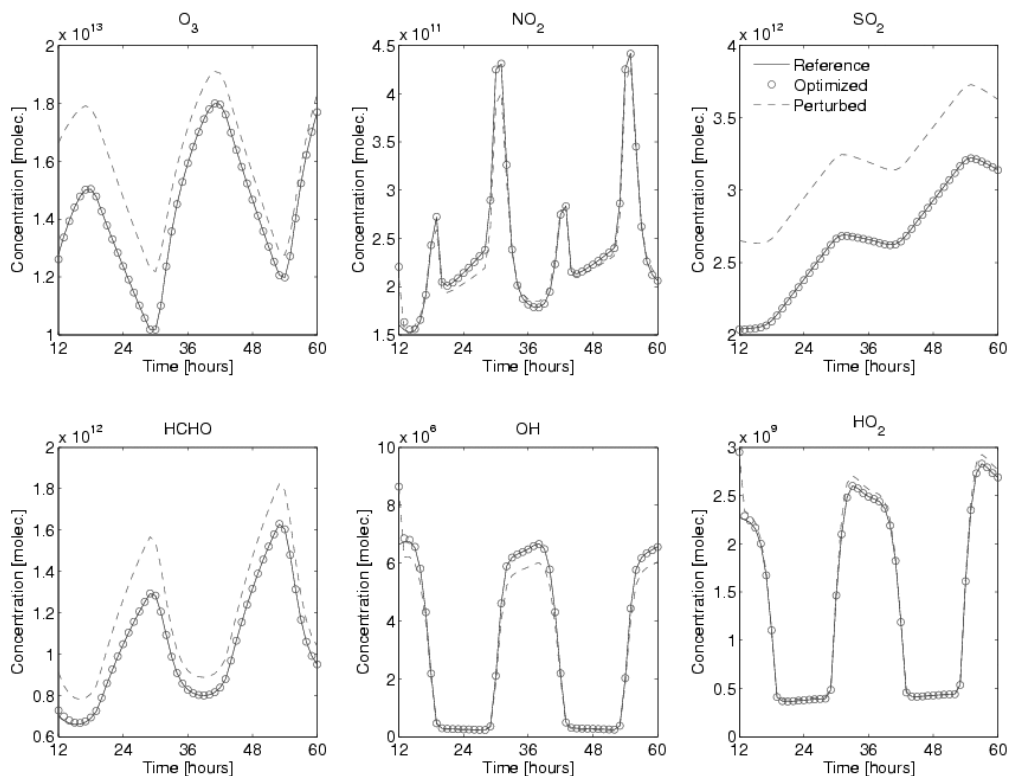 O3
x 10^13
2
1.8
1.6
1.4
1.2
1
Concentration [molec.]
12 24 36 48 60
Time [hours]
NO2
x 10^11
4.5
4
3.5
3
2.5
2
1.5
Concentration [molec.]
12 24 36 48 60
Time [hours]
SO2
x 10^12
4
3.5
3
2.5
2
Concentration [molec.]
Reference
Optimized
Perturbed
12 24 36 48 60
Time [hours]
HCHO
x 10^12
2
1.8
1.6
1.4
1.2
1
0.8
0.6
Concentration [molec.]
12 24 36 48 60
Time [hours]
OH
x 10^6
10
8
6
4
2
0
Concentration [molec.]
12 24 36 48 60
Time [hours]
HO2
x 10^9
3
2.5
2
1.5
1
0.5
0
Concentration [molec.]
12 24 36 48 60
Time [hours]